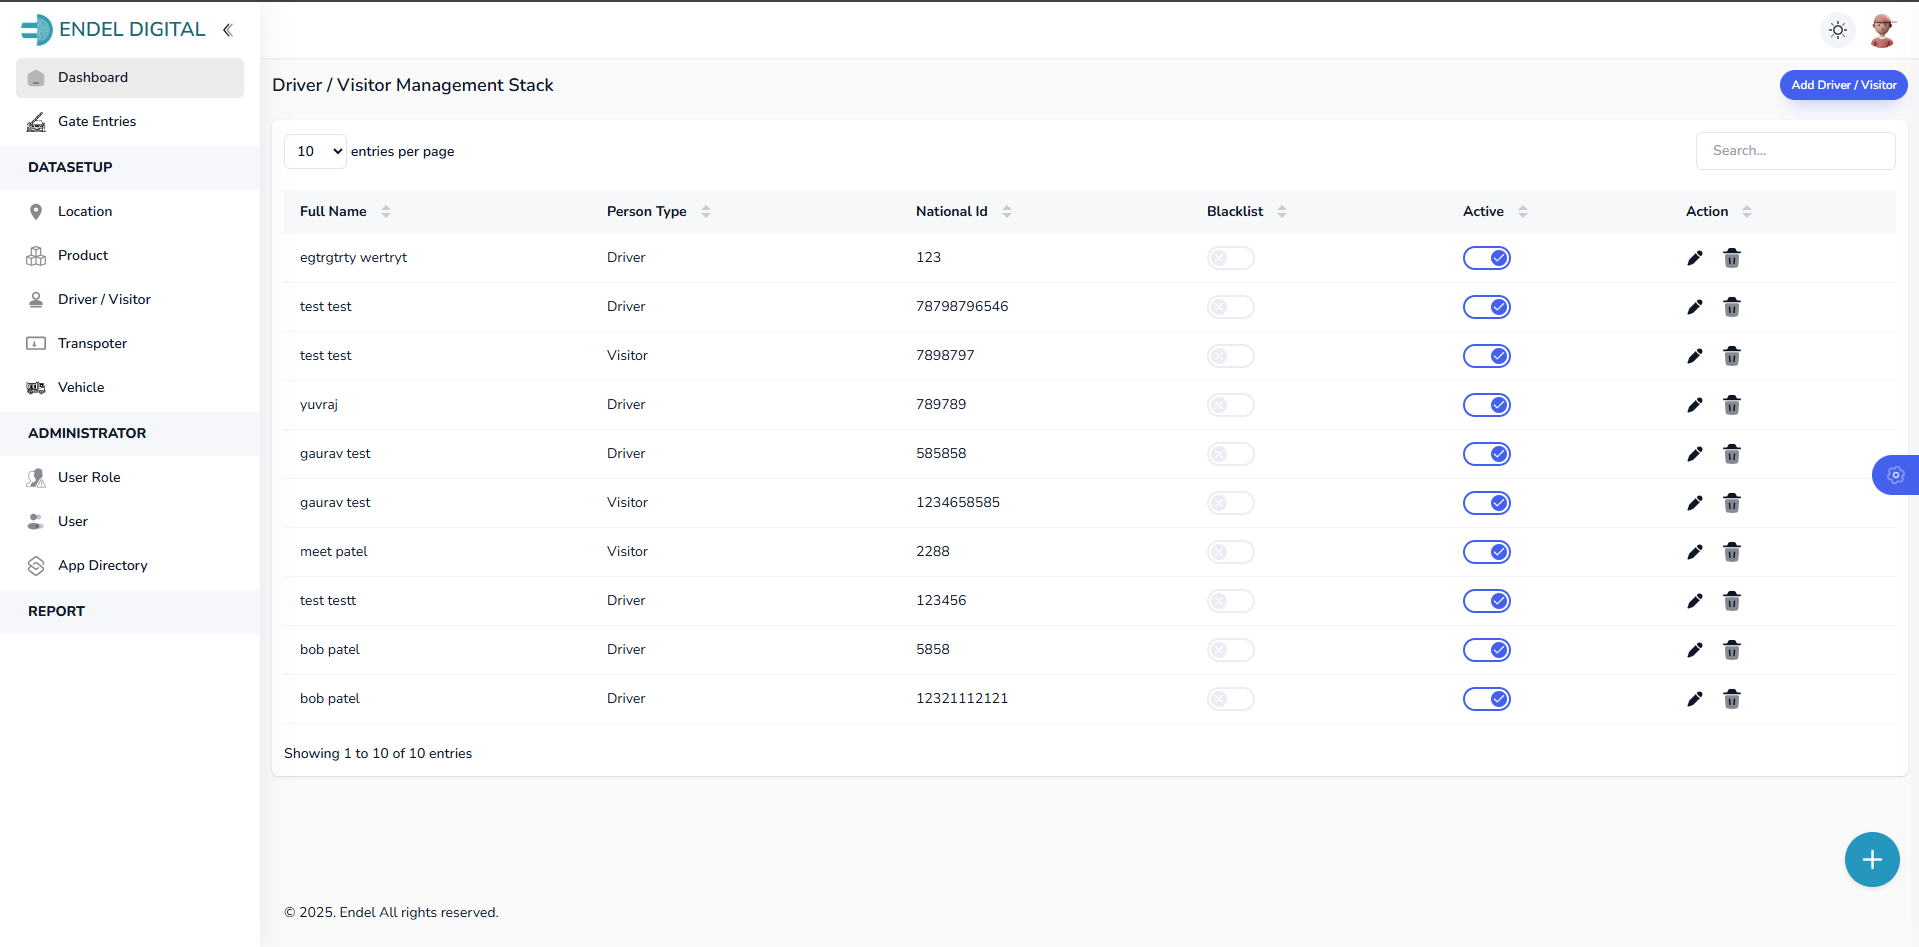 ENDEL DIGITAL
Dashboard
Gate Entries
DATASETUP
Location
Product
Driver / Visitor
Transpoter
Vehicle
ADMINISTRATOR
User Role
User
App Directory
REPORT
Driver / Visitor Management Stack
Add Driver / Visitor
10 entries per page
Search...
Full Name Person Type National Id Blacklist Active Action
egtrgtrty wertryt Driver 123
test test Driver 78798796546
test test Visitor 7898797
yuvraj Driver 789789
gaurav test Driver 585858
gaurav test Visitor 1234658585
meet patel Visitor 2288
test testt Driver 123456
bob patel Driver 5858
bob patel Driver 12321112121
Showing 1 to 10 of 10 entries
© 2025. Endel All rights reserved.